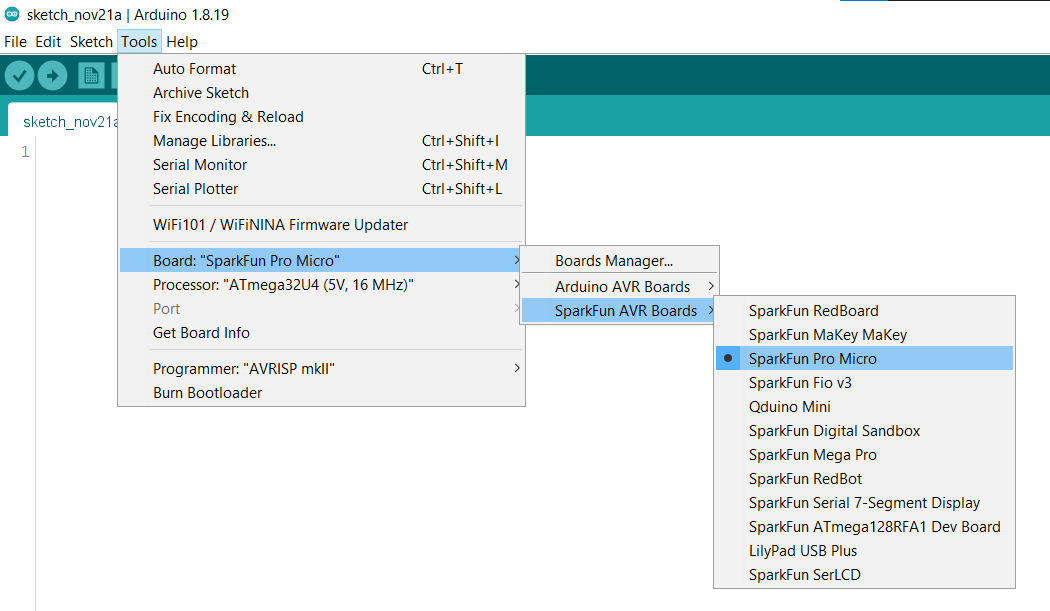 sketch_nov21a | Arduino 1.8.19
File Edit Sketch Tools Help
sketch_nov21a
1
Auto Format Ctrl+T
Archive Sketch
Fix Encoding & Reload
Manage Libraries... Ctrl+Shift+I
Serial Monitor Ctrl+Shift+M
Serial Plotter Ctrl+Shift+L
WiFi101 / WiFiNINA Firmware Updater
Board: "SparkFun Pro Micro"
Processor: "ATmega32U4 (5V, 16 MHz)"
Port
Get Board Info
Programmer: "AVRISP mkII"
Burn Bootloader
Boards Manager...
Arduino AVR Boards
SparkFun AVR Boards
SparkFun RedBoard
SparkFun MaKey MaKey
SparkFun Pro Micro
SparkFun Fio v3
Qduino Mini
SparkFun Digital Sandbox
SparkFun Mega Pro
SparkFun RedBot
SparkFun Serial 7-Segment Display
SparkFun ATmega128RFA1 Dev Board
LilyPad USB Plus
SparkFun SerLCD